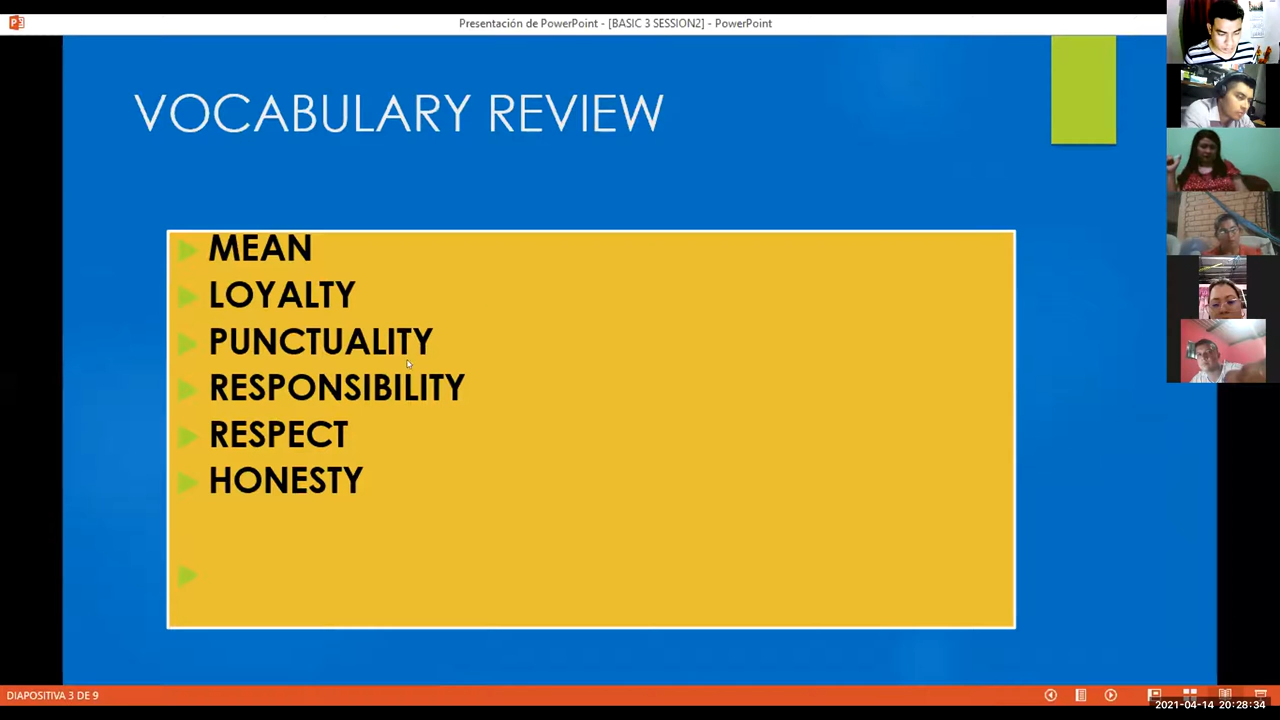 Presentación de PowerPoint - [BASIC 3 SESSION2] - PowerPoint
VOCABULARY REVIEW
MEAN
LOYALTY
PUNCTUALITY
RESPONSIBILITY
RESPECT
HONESTY
DIAPOSITIVA 3 DE 9
2021-04-14 20:28:34